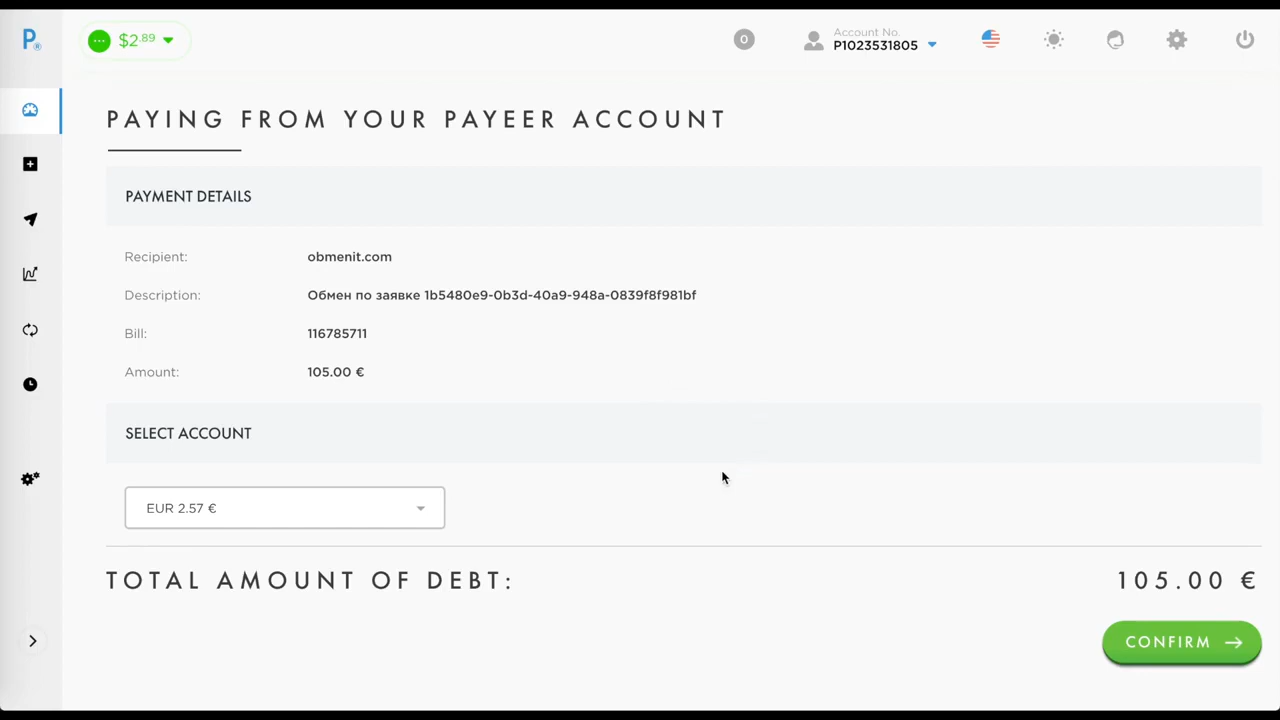 P®
$2.89
0
Account No.
P1023531805
PAYING FROM YOUR PAYEER ACCOUNT
PAYMENT DETAILS
Recipient: obmenit.com
Description: Обмен по заявке 1b5480e9-0b3d-40a9-948a-0839f8f981bf
Bill: 116785711
Amount: 105.00 €
SELECT ACCOUNT
EUR 2.57 €
TOTAL AMOUNT OF DEBT: 105.00 €
CONFIRM